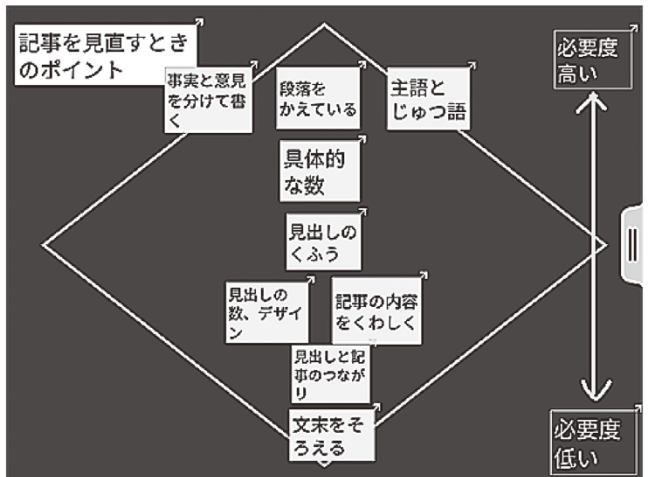 記事を見直すとき
のポイント
必要度
高い
事実と意見
を分けて書
く
段落を
かえている
主語と
じゅつ語
具体的
な数
見出しの
くふう
見出しの
数、デザイ
ン
記事の内容
をくわしく
見出しと記
事のつなが
り
文末をそ
ろえる
必要度
低い